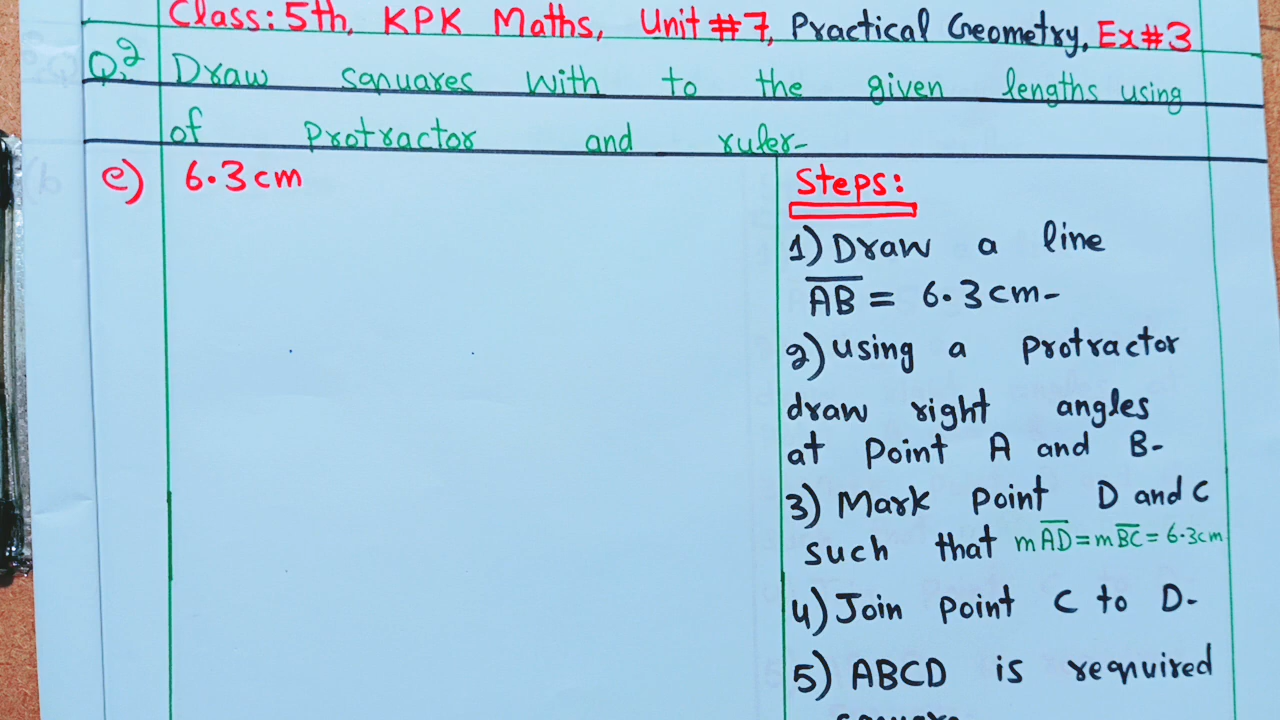 Class: 5th, KPK Maths, Unit #7, Practical Geometry, Ex#3
Q2 Draw sqnuares with to the given lengths using
of Protractor and ruler-
e) 6.3cm
Steps:
1) Draw a line
AB = 6.3cm-
2) using a protractor
draw right angles
at Point A and B-
3) Mark point D and C
such that mAD=mBC=6.3cm
4) Join point C to D-
5) ABCD is reqnuired